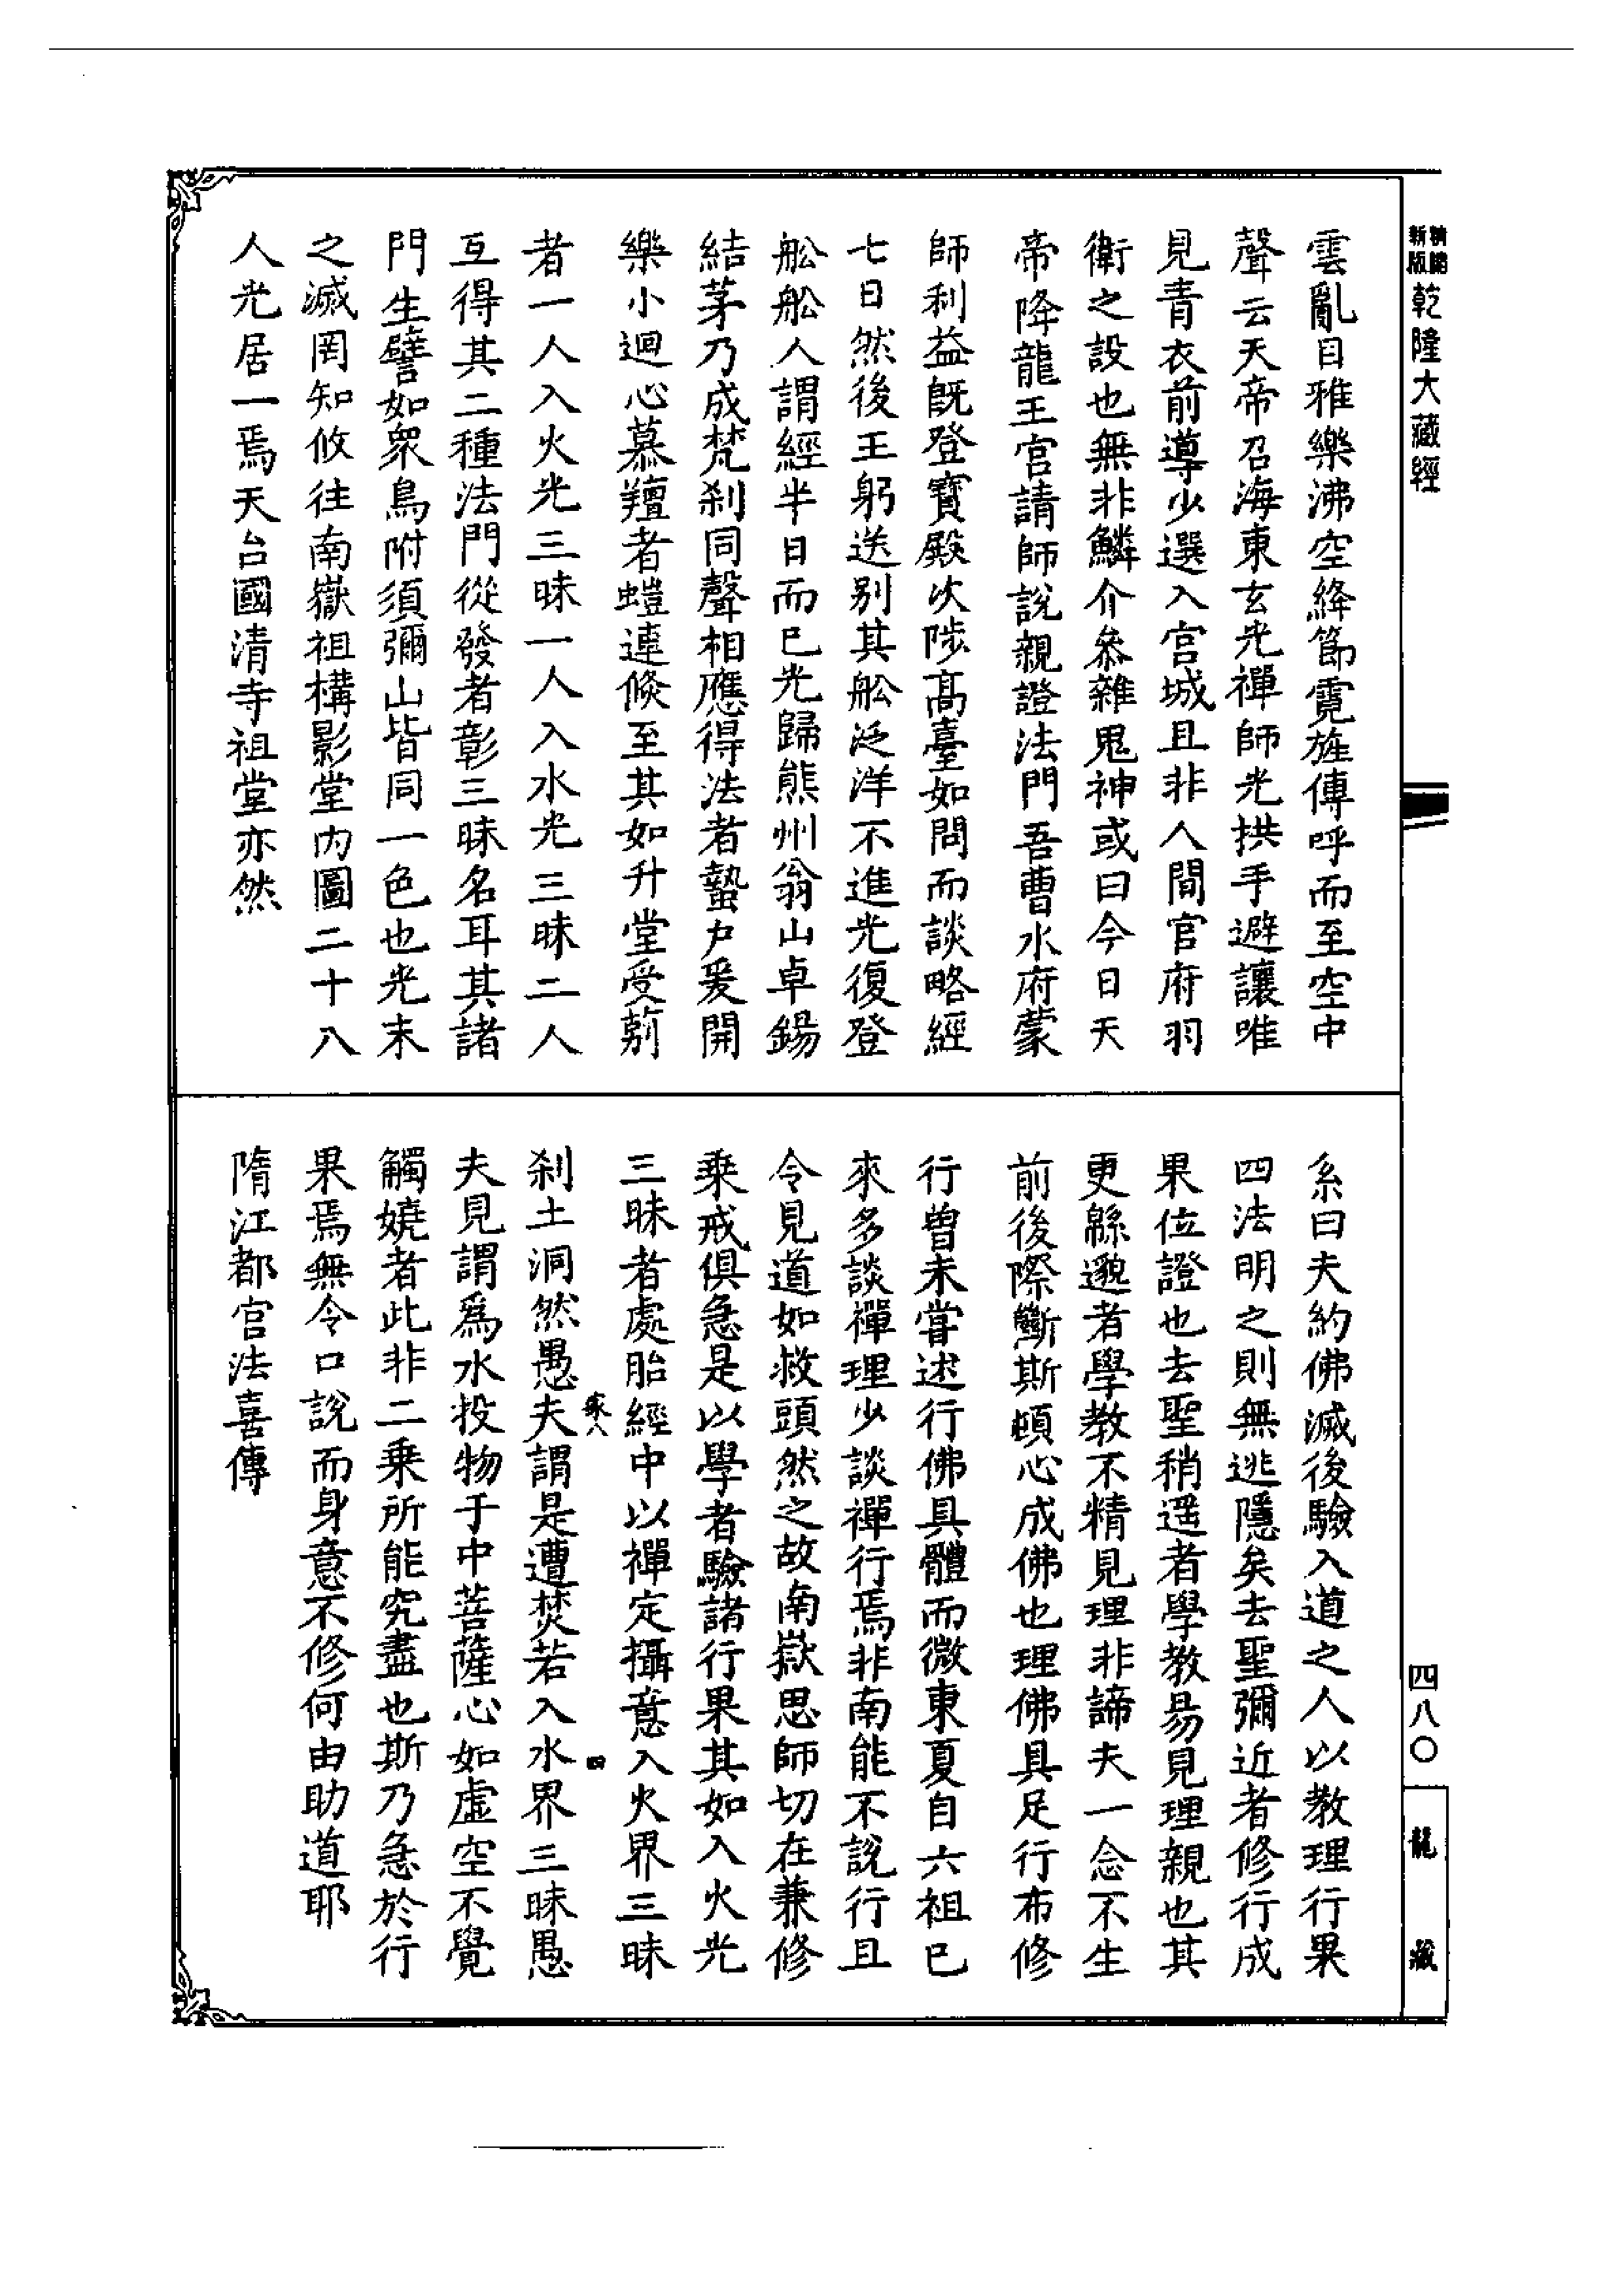 新版精縮乾隆大藏經
四八〇
龍藏
雲亂目雅樂沸空絳節霓旌傳呼而至空中
聲云天帝召海東玄光禪師光拱手避讓唯
見青衣前導少選入宮城且非人間官府羽
衛之設也無非鱗介叅雜鬼神或曰今日天
帝降龍王宮請師說親證法門吾曹水府蒙
師利益既登寶殿次陟高臺如問而談略經
七日然後王躬送別其舩泛洋不進光復登
舩舩人謂經半日而已光歸熊州翁山卓錫
結茅乃成梵刹同聲相應得法者蟄戶爰開
樂小迴心慕羶者螘連倐至其如升堂受莂
者一人入火光三昧一人入水光三昧二人
互得其二種法門從發者彰三昧名耳其諸
門生譬如衆鳥附須彌山皆同一色也光末
之滅罔知攸往南嶽祖構影堂內圖二十八
人光居一焉天台國清寺祖堂亦然
系曰夫約佛滅後驗入道之人以教理行果
四法明之則無逃隱矣去聖彌近者修行成
果位證也去聖稍遥者學教易見理親也其
更緜邈者學教不精見理非諦夫一念不生
前後際斷斯頓心成佛也理佛具足行布修
行曾未甞述行佛具體而微東夏自六祖已
來多談禪理少談禪行焉非南能不說行且
令見道如救頭然之故南嶽思師切在兼修
乗戒俱急是以學者驗諸行果其如入火光
三昧者處胎經中以禪定攝意入火界三昧
刹土洞然愚夫謂是遭焚若入水界三昧愚
夫見謂爲水投物于中菩薩心如虛空不覺
觸嬈者此非二乗所能究盡也斯乃急於行
果焉無令口說而身意不修何由助道耶
隋江都宮法喜傳